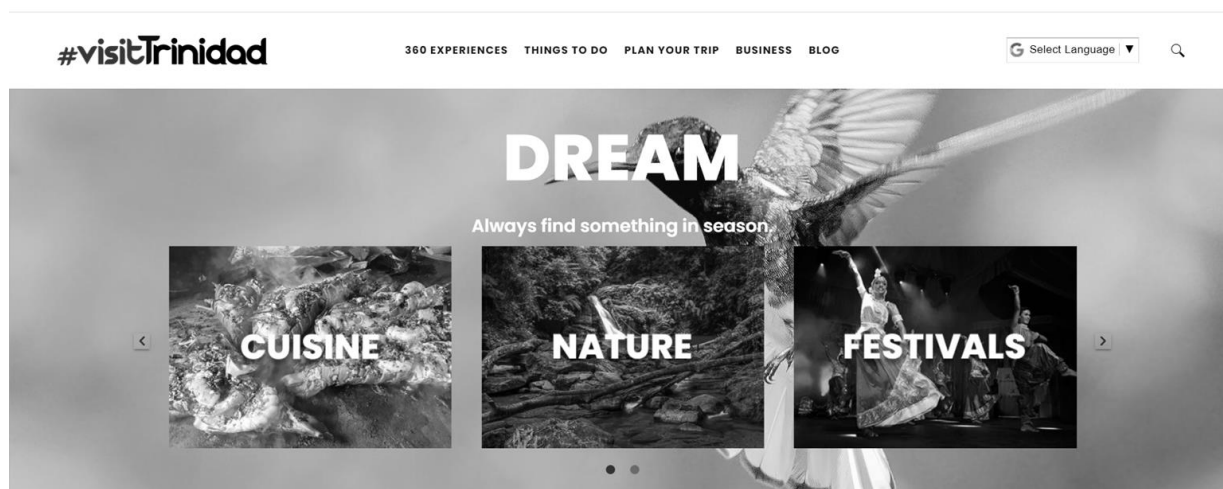 #visitTrinidad
360 EXPERIENCES THINGS TO DO PLAN YOUR TRIP BUSINESS BLOG
G Select Language ▼
DREAM
Always find something in season.
CUISINE
NATURE
FESTIVALS